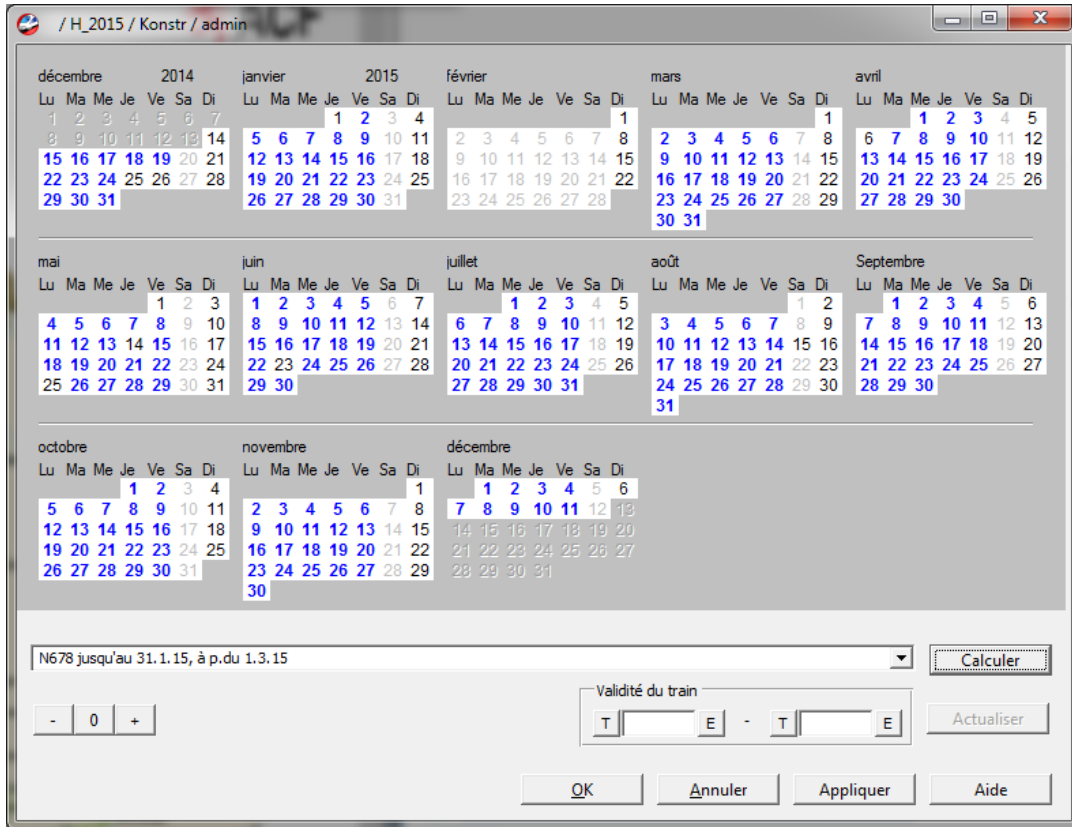 / H_2015 / Konstr / admin
décembre 2014 janvier 2015 février mars avril
Lu Ma Me Je Ve Sa Di Lu Ma Me Je Ve Sa Di Lu Ma Me Je Ve Sa Di Lu Ma Me Je Ve Sa Di Lu Ma Me Je Ve Sa Di
1 2 3 4 5 6 7 1 2 3 4 1 1 1 2 3 4 5
8 9 10 11 12 13 14 5 6 7 8 9 10 11 2 3 4 5 6 7 8 2 3 4 5 6 7 8 6 7 8 9 10 11 12
15 16 17 18 19 20 21 12 13 14 15 16 17 18 9 10 11 12 13 14 15 9 10 11 12 13 14 15 13 14 15 16 17 18 19
22 23 24 25 26 27 28 19 20 21 22 23 24 25 16 17 18 19 20 21 22 16 17 18 19 20 21 22 20 21 22 23 24 25 26
29 30 31 26 27 28 29 30 31 23 24 25 26 27 28 23 24 25 26 27 28 29 27 28 29 30
30 31
mai juin juillet août Septembre
Lu Ma Me Je Ve Sa Di Lu Ma Me Je Ve Sa Di Lu Ma Me Je Ve Sa Di Lu Ma Me Je Ve Sa Di Lu Ma Me Je Ve Sa Di
1 2 3 1 2 3 4 5 6 7 1 2 3 4 5 1 2 1 2 3 4 5 6
4 5 6 7 8 9 10 8 9 10 11 12 13 14 6 7 8 9 10 11 12 3 4 5 6 7 8 9 7 8 9 10 11 12 13
11 12 13 14 15 16 17 15 16 17 18 19 20 21 13 14 15 16 17 18 19 10 11 12 13 14 15 16 14 15 16 17 18 19 20
18 19 20 21 22 23 24 22 23 24 25 26 27 28 20 21 22 23 24 25 26 17 18 19 20 21 22 23 21 22 23 24 25 26 27
25 26 27 28 29 30 31 29 30 27 28 29 30 31 24 25 26 27 28 29 30 28 29 30
31
octobre novembre décembre
Lu Ma Me Je Ve Sa Di Lu Ma Me Je Ve Sa Di Lu Ma Me Je Ve Sa Di
1 2 3 4 1 1 2 3 4 5 6
5 6 7 8 9 10 11 2 3 4 5 6 7 8 7 8 9 10 11 12 13
12 13 14 15 16 17 18 9 10 11 12 13 14 15 14 15 16 17 18 19 20
19 20 21 22 23 24 25 16 17 18 19 20 21 22 21 22 23 24 25 26 27
26 27 28 29 30 31 23 24 25 26 27 28 29 28 29 30 31
30
N678 jusqu'au 31.1.15, à p.du 1.3.15 Calculer
Validité du train
- 0 + T E - T E Actualiser
OK Annuler Appliquer Aide